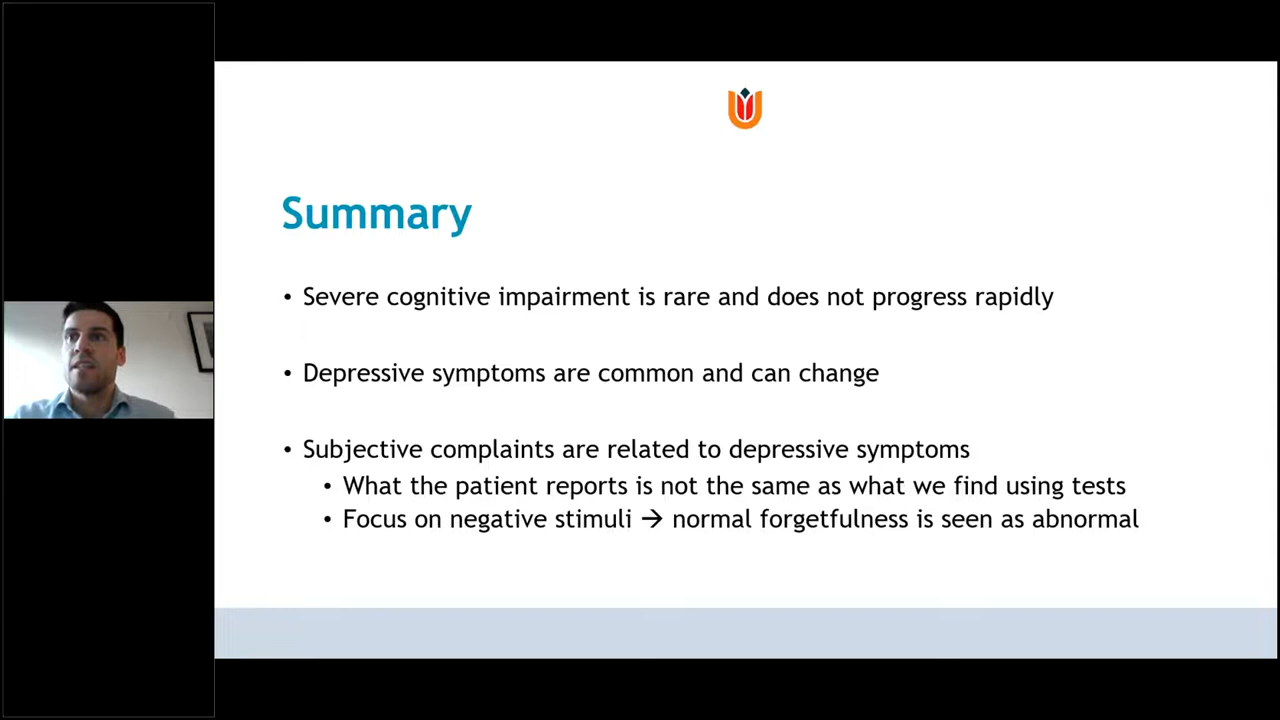 Summary
• Severe cognitive impairment is rare and does not progress rapidly
• Depressive symptoms are common and can change
• Subjective complaints are related to depressive symptoms
• What the patient reports is not the same as what we find using tests
• Focus on negative stimuli → normal forgetfulness is seen as abnormal